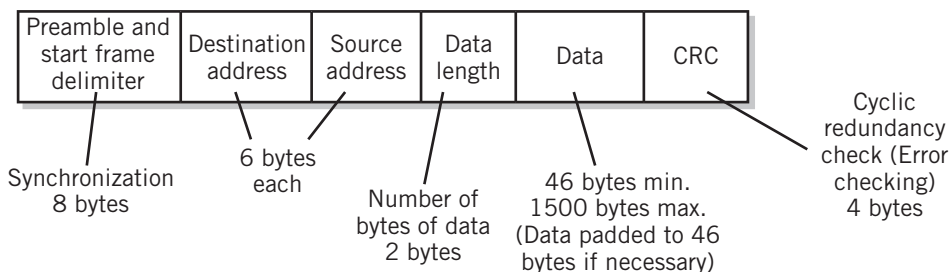 Preamble and
start frame
delimiter
Destination
address
Source
address
Data
length
Data
CRC
Synchronization
8 bytes
6 bytes
each
Number of
bytes of data
2 bytes
46 bytes min.
1500 bytes max.
(Data padded to 46
bytes if necessary)
Cyclic
redundancy
check (Error
checking)
4 bytes